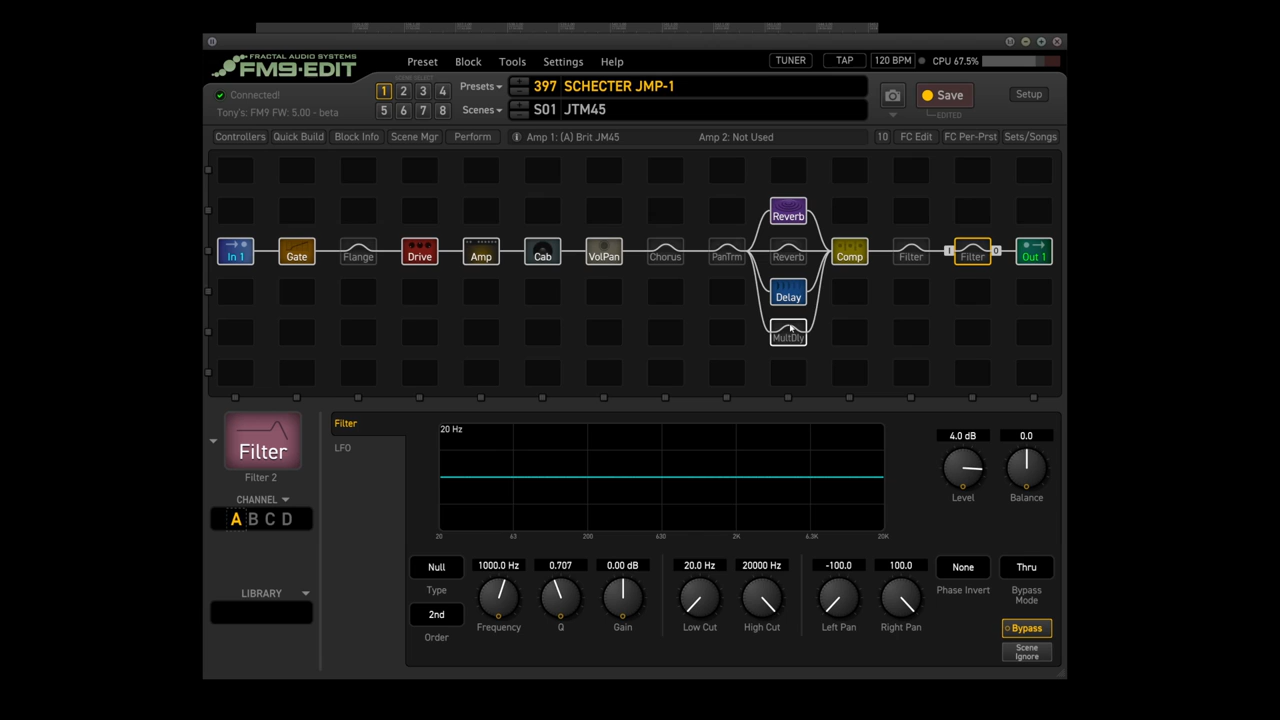 FRACTAL AUDIO SYSTEMS
FM9-EDIT
Preset Block Tools Settings Help
TUNER TAP 120 BPM CPU 67.5%
Connected!
Tony's: FM9 FW: 5.00 - beta
SCENE SELECT
1 2 3 4
5 6 7 8
Presets 397 SCHECTER JMP-1
Scenes S01 JTM45
Save
EDITED
Setup
Controllers Quick Build Block Info Scene Mgr Perform Amp 1: (A) Brit JM45 Amp 2: Not Used 10 FC Edit FC Per-Prst Sets/Songs
Reverb
In 1 Gate Flange Drive Amp Cab VolPan Chorus PanTrm Reverb Comp Filter I Filter O Out 1
Delay
MultDly
Filter
Filter 2
CHANNEL
A B C D
LIBRARY
Filter
LFO
20 Hz
20 63 200 630 2K 6.3K 20K
4.0 dB 0.0
Level Balance
Null 1000.0 Hz 0.707 0.00 dB 20.0 Hz 20000 Hz -100.0 100.0 None Thru
Type Phase Invert Bypass Mode
2nd Frequency Q Gain Low Cut High Cut Left Pan Right Pan Bypass
Order
Scene Ignore